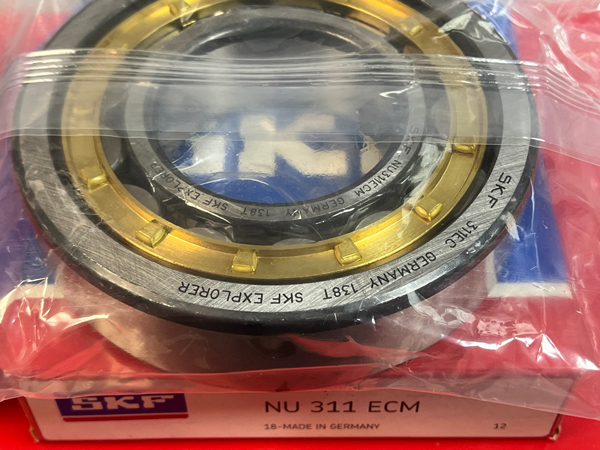 SKF NU311ECM GERMANY 138T SKF EXPLORER
SKF 311EC GERMANY 138T SKF EXPLORER
SKF
NU 311 ECM
18-MADE IN GERMANY
12